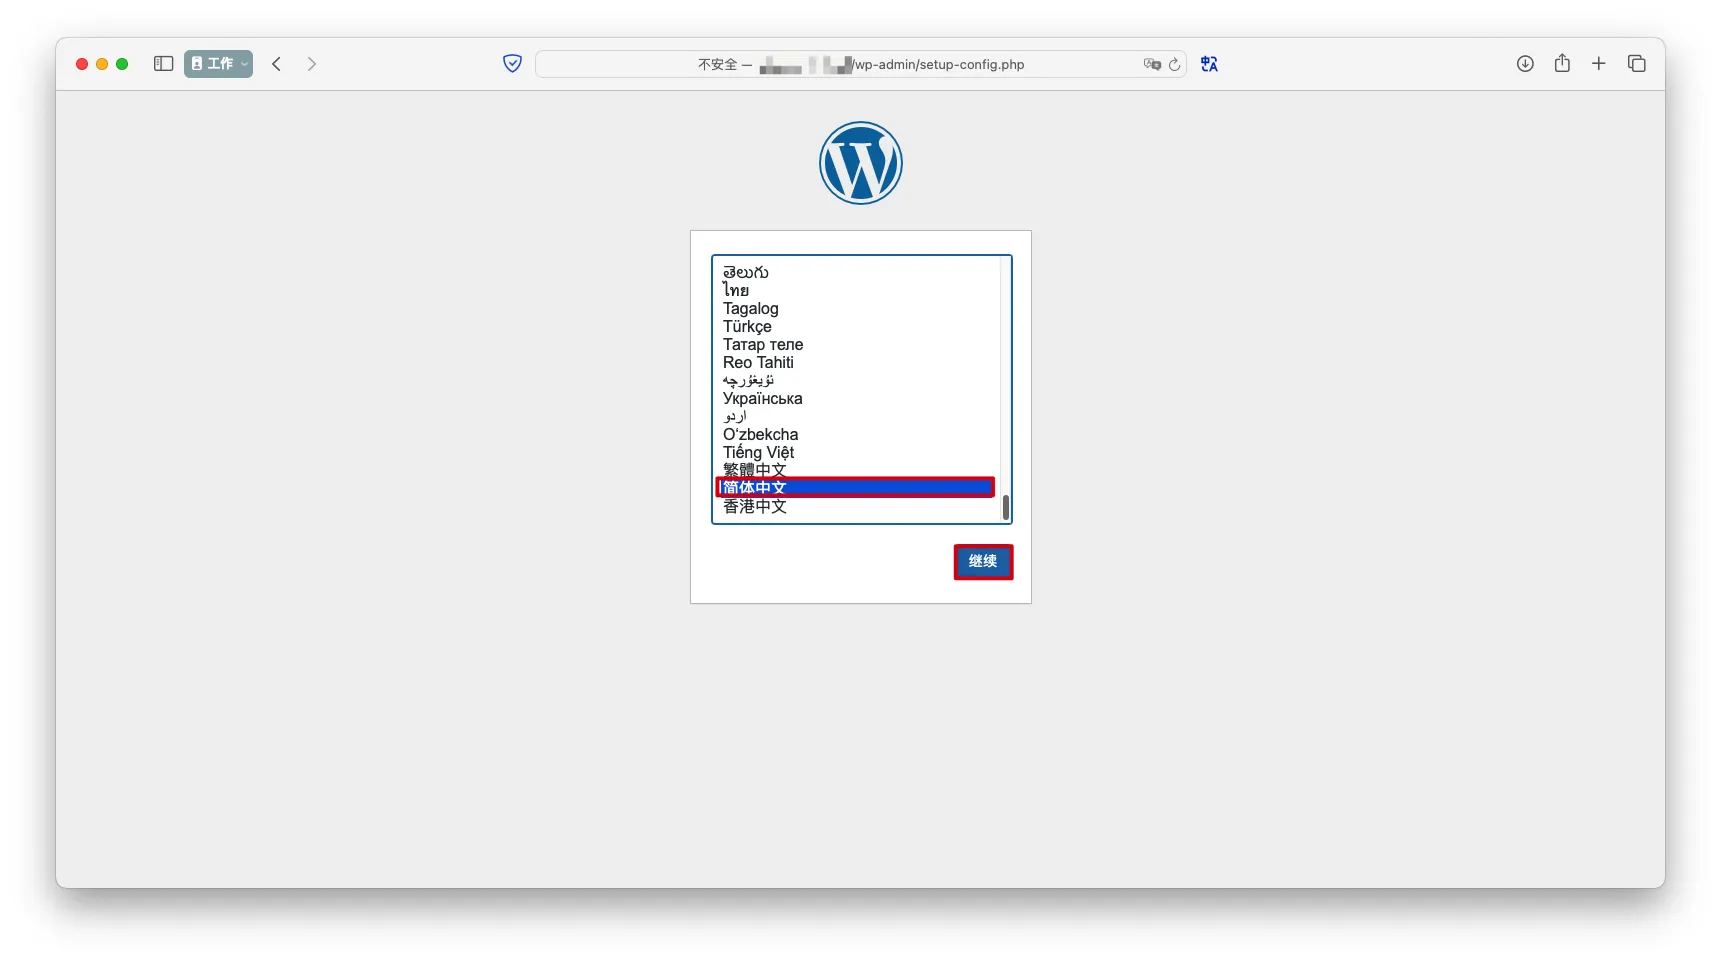 工作
不安全 — /wp-admin/setup-config.php
తెలుగు
ไทย
Tagalog
Türkçe
Татар теле
Reo Tahiti
ئۇيغۇرچە
Українська
اردو
O‘zbekcha
Tiếng Việt
繁體中文
简体中文
香港中文
继续